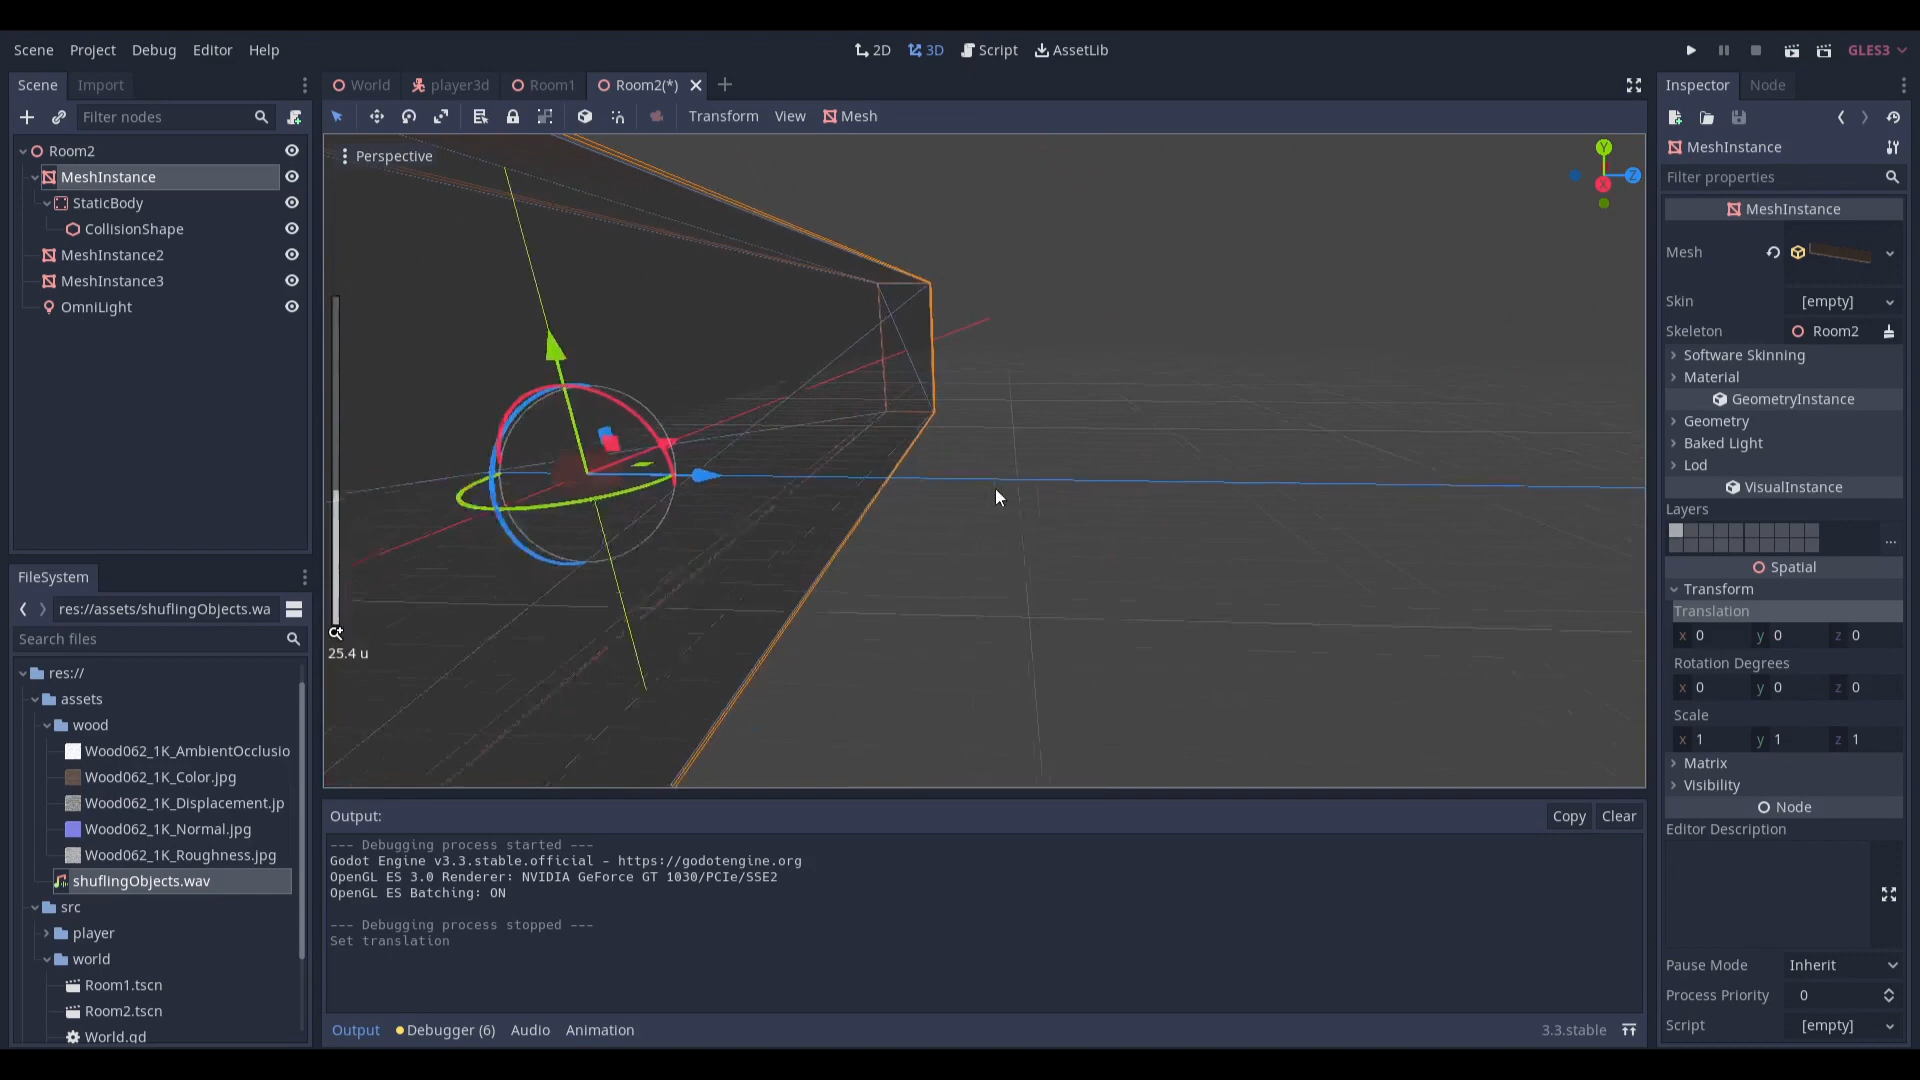 Scene Project Debug Editor Help
2D 3D Script AssetLib
GLES3
Scene Import
World player3d Room1 Room2(*)
Inspector Node
Filter nodes
Transform View Mesh
Perspective
Y
Z
X
Room2
MeshInstance
StaticBody
CollisionShape
MeshInstance2
MeshInstance3
OmniLight
25.4 u
FileSystem
res://assets/shuflingObjects.wa
Search files
res://
assets
wood
Wood062_1K_AmbientOcclusio
Wood062_1K_Color.jpg
Wood062_1K_Displacement.jp
Wood062_1K_Normal.jpg
Wood062_1K_Roughness.jpg
shuflingObjects.wav
src
player
world
Room1.tscn
Room2.tscn
World.gd
Output:
Copy Clear
--- Debugging process started ---
Godot Engine v3.3.stable.official - https://godotengine.org
OpenGL ES 3.0 Renderer: NVIDIA GeForce GT 1030/PCIe/SSE2
OpenGL ES Batching: ON
--- Debugging process stopped ---
Set translation
Output Debugger (6) Audio Animation
3.3.stable
MeshInstance
Filter properties
MeshInstance
Mesh
Skin [empty]
Skeleton Room2
Software Skinning
Material
GeometryInstance
Geometry
Baked Light
Lod
VisualInstance
Layers
...
Spatial
Transform
Translation
x 0 y 0 z 0
Rotation Degrees
x 0 y 0 z 0
Scale
x 1 y 1 z 1
Matrix
Visibility
Node
Editor Description
Pause Mode Inherit
Process Priority 0
Script [empty]